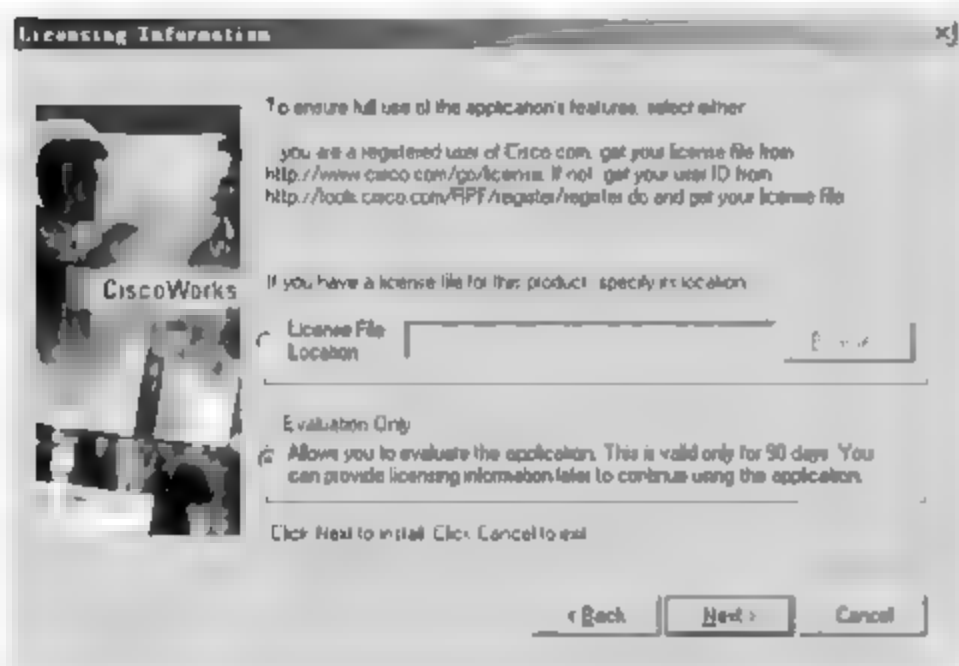 Licensing Information
To ensure full use of the application's features, select either
you are a registered user of Cisco com, get your license file from
http://www.cisco.com/go/license. If not get your user ID from
http://tools.cisco.com/RPF/register/register.do and get your license file
CiscoWorks
If you have a license file for this product specify its location
License File
Location
Evaluation Only
Allows you to evaluate the application. This is valid only for 90 days. You
can provide licensing information later to continue using the application.
Click Next to install. Click Cancel to exit
< Back
Next >
Cancel